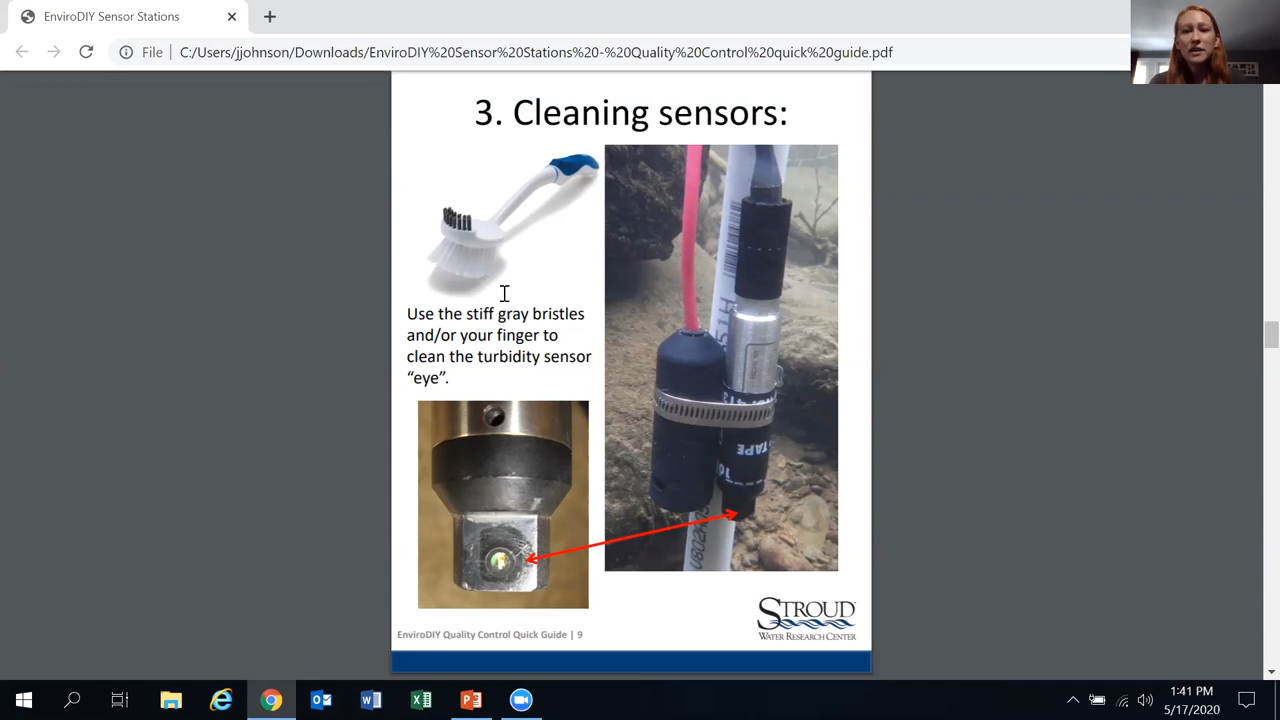 EnviroDIY Sensor Stations
File
C:/Users/jjohnson/Downloads/EnviroDIY%20Sensor%20Stations%20-%20Quality%20Control%20quick%20guide.pdf
3. Cleaning sensors:
Use the stiff gray bristles
and/or your finger to
clean the turbidity sensor
“eye”.
TAPE
EnviroDIY Quality Control Quick Guide | 9
STROUD
WATER RESEARCH CENTER
1:41 PM
5/17/2020